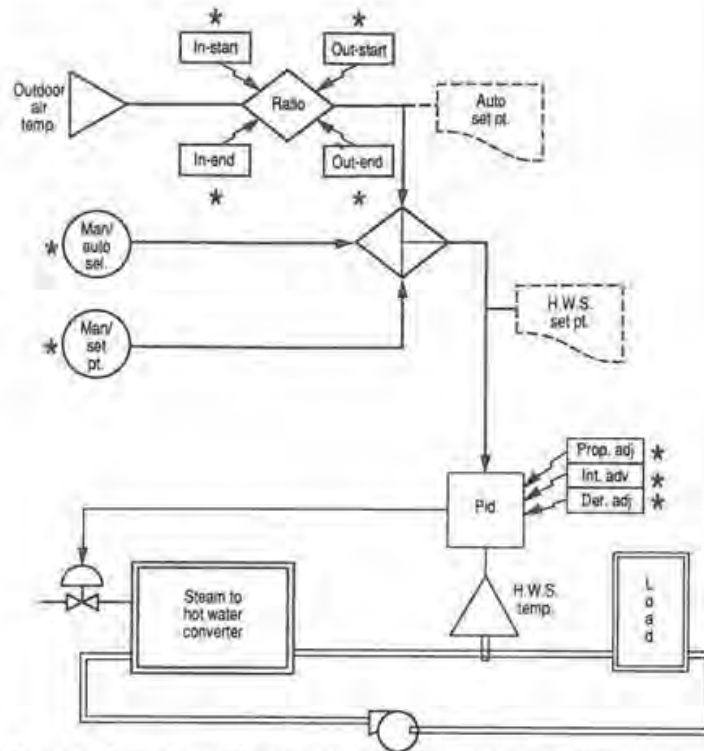 *
*
In-start
Out-start
Outdoor
air
temp.
Ratio
Auto
set pt.
In-end
Out-end
*
*
*
Man/
auto
sel.
H.W.S.
set pt.
*
Man/
set
pt.
Prop. adj
*
Int. adv
*
Der. adj
*
Pid
Steam to
hot water
converter
H.W.S.
temp.
L
o
a
d